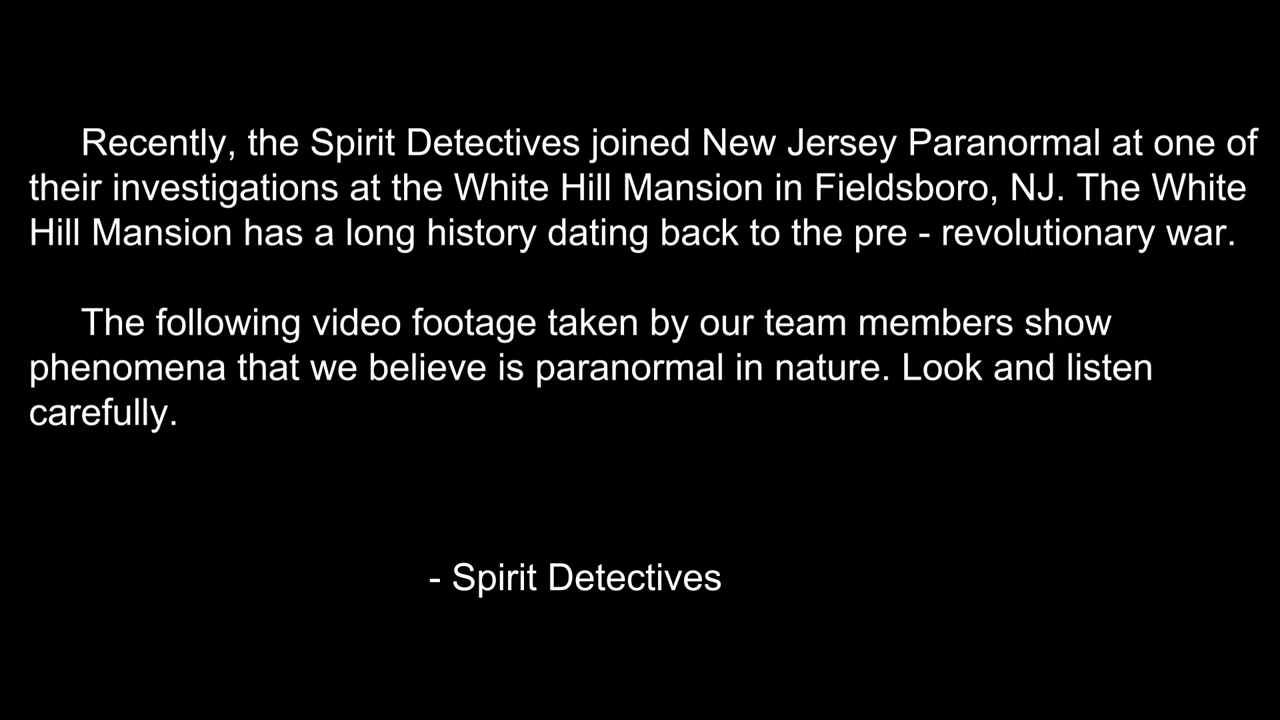 Recently, the Spirit Detectives joined New Jersey Paranormal at one of
their investigations at the White Hill Mansion in Fieldsboro, NJ. The White
Hill Mansion has a long history dating back to the pre - revolutionary war.
The following video footage taken by our team members show
phenomena that we believe is paranormal in nature. Look and listen
carefully.
- Spirit Detectives